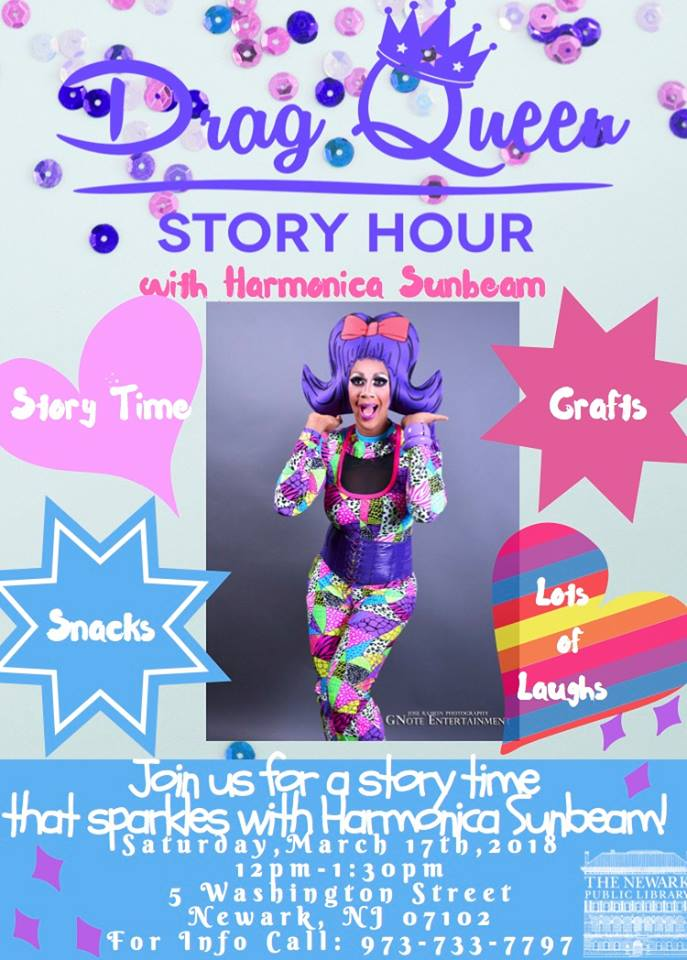 Drag Queen
STORY HOUR
with Harmonica Sunbeam
Story Time
Crafts
Snacks
Lots
of
Laughs
JOSE RAMON PHOTOGRAPHY
GNOTE ENTERTAINMENT
Join us for a story time
that sparkles with Harmonica Sunbeam!
Saturday,March 17th,2018
12pm-1:30pm
5 Washington Street
Newark, NJ 07102
For Info Call: 973-733-7797
THE NEWARK
PUBLIC LIBRARY